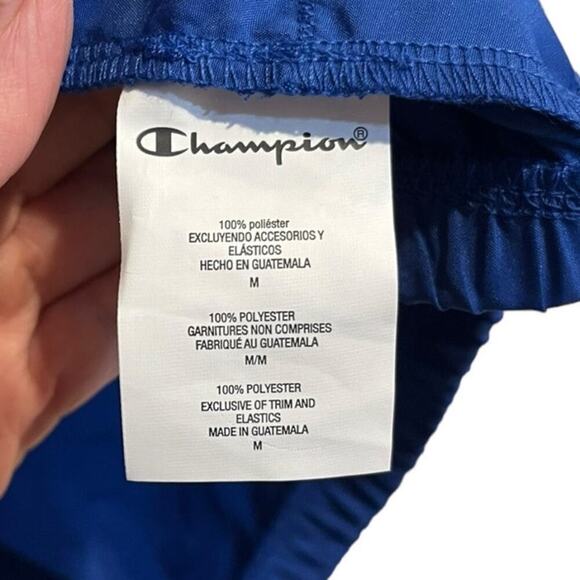 Champion®
100% poliéster
EXCLUYENDO ACCESORIOS Y
ELÁSTICOS
HECHO EN GUATEMALA
M
100% POLYESTER
GARNITURES NON COMPRISES
FABRIQUÉ AU GUATEMALA
M/M
100% POLYESTER
EXCLUSIVE OF TRIM AND
ELASTICS
MADE IN GUATEMALA
M